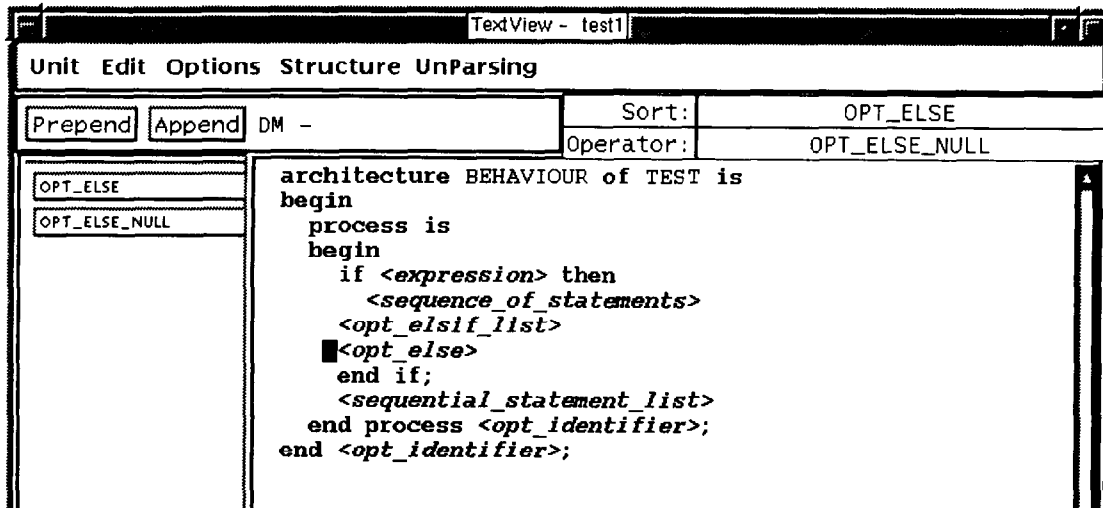 TextView - test1
Unit Edit Options Structure UnParsing
Prepend Append DM -
Sort: OPT_ELSE
Operator: OPT_ELSE_NULL
OPT_ELSE
OPT_ELSE_NULL
architecture BEHAVIOUR of TEST is
begin
process is
begin
if <expression> then
<sequence_of_statements>
<opt_elsif_list>
<opt_else>
end if;
<sequential_statement_list>
end process <opt_identifier>;
end <opt_identifier>;